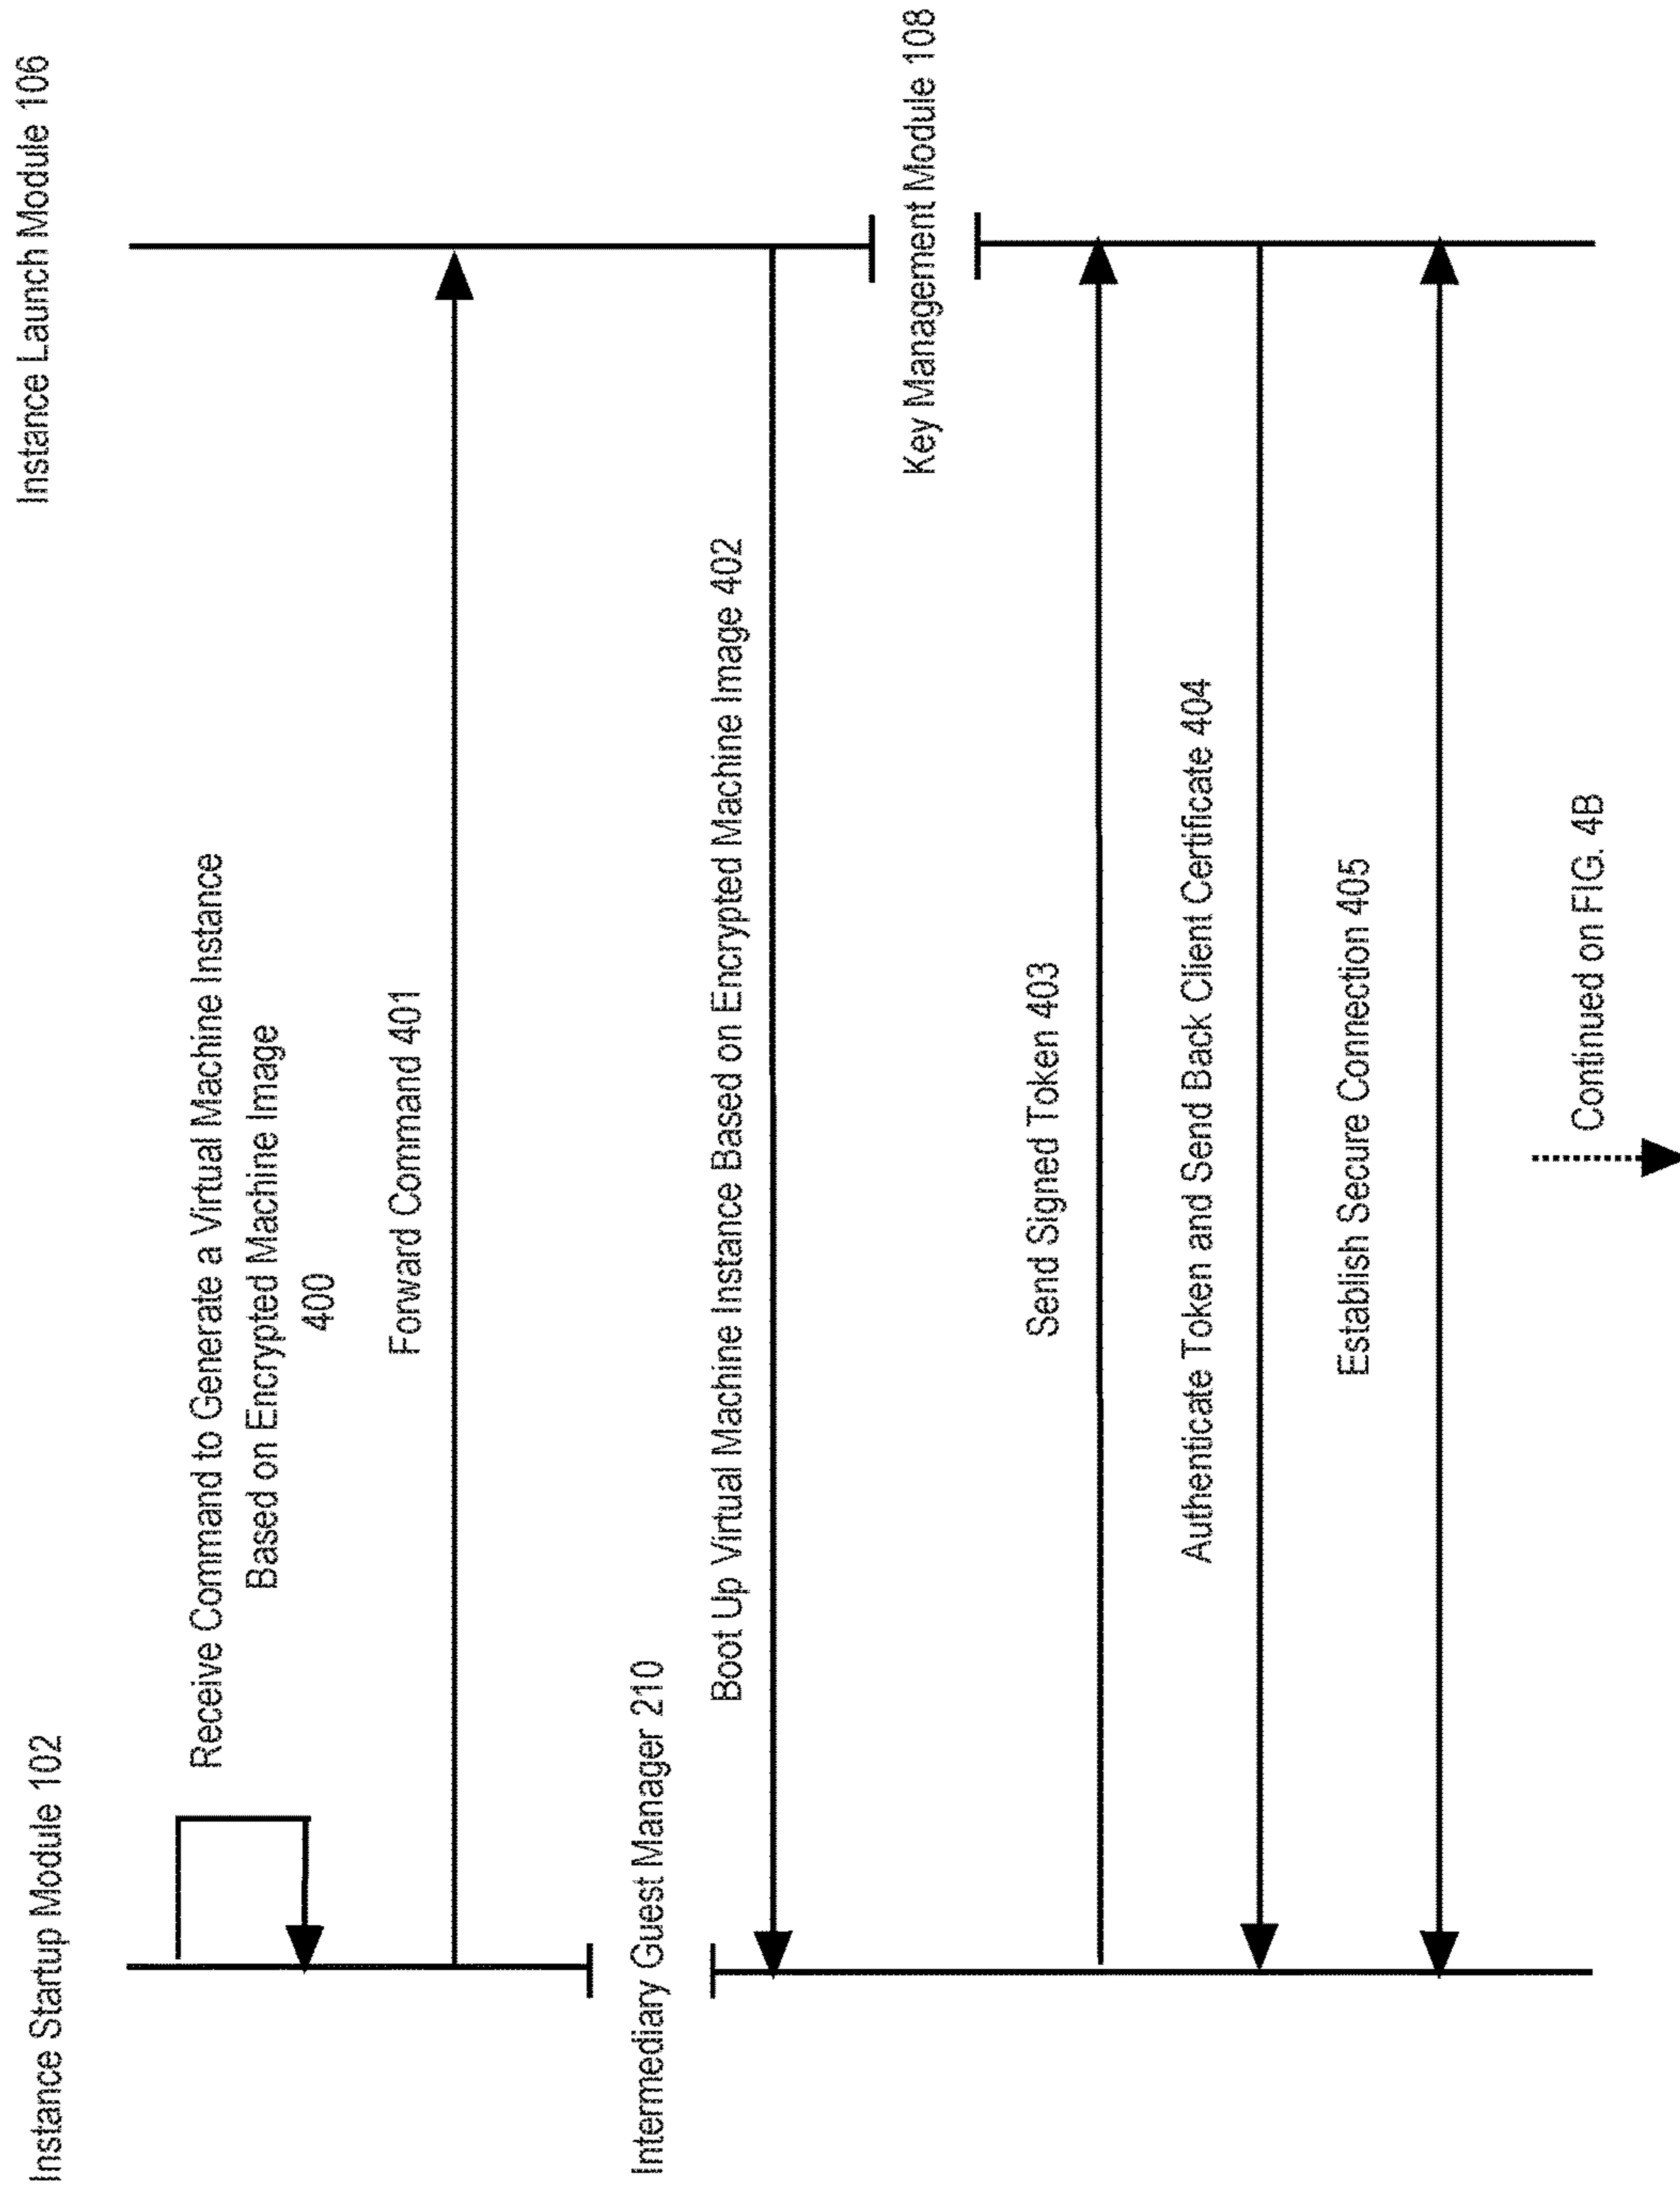 Instance Startup Module 102
Instance Launch Module 106
Receive Command to Generate a Virtual Machine Instance
Based on Encrypted Machine Image
400
Forward Command 401
Intermediary Guest Manager 210
Boot Up Virtual Machine Instance Based on Encrypted Machine Image 402
Key Management Module 108
Send Signed Token 403
Authenticate Token and Send Back Client Certificate 404
Establish Secure Connection 405
Continued on FIG. 4B